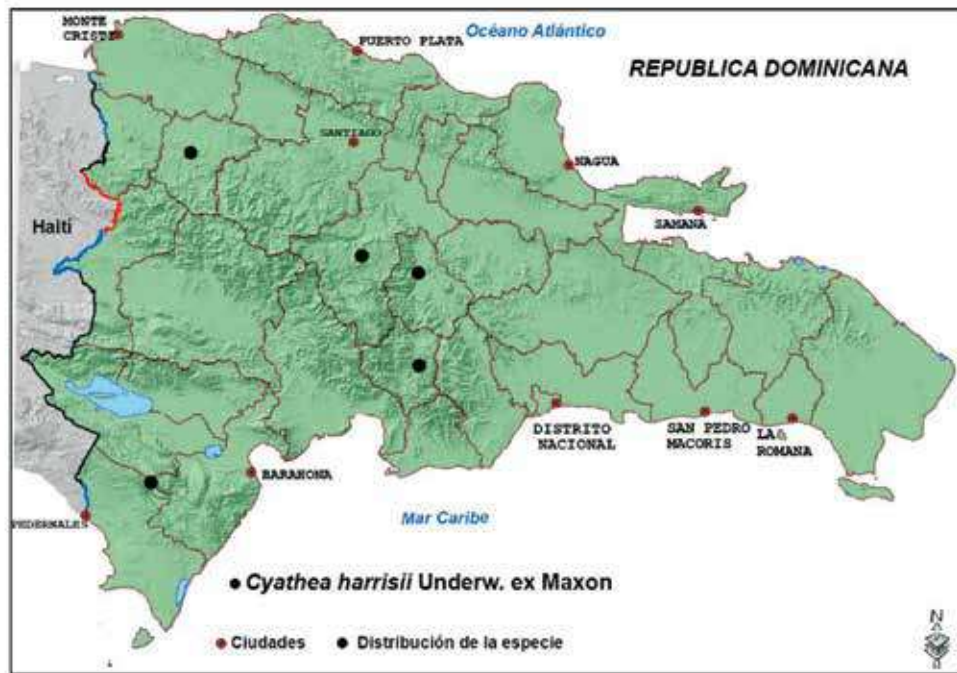 MONTE
CRISTI
Océano Atlántico
PUERTO PLATA
REPUBLICA DOMINICANA
SANTIAGO
NAGUA
Haití
SAMANA
DISTRITO
NACIONAL
SAN PEDRO
MACORIS
LA
ROMANA
BARAHONA
PEDERNALES
Mar Caribe
Cyathea harrisii Underw. ex Maxon
Ciudades
Distribución de la especie
N